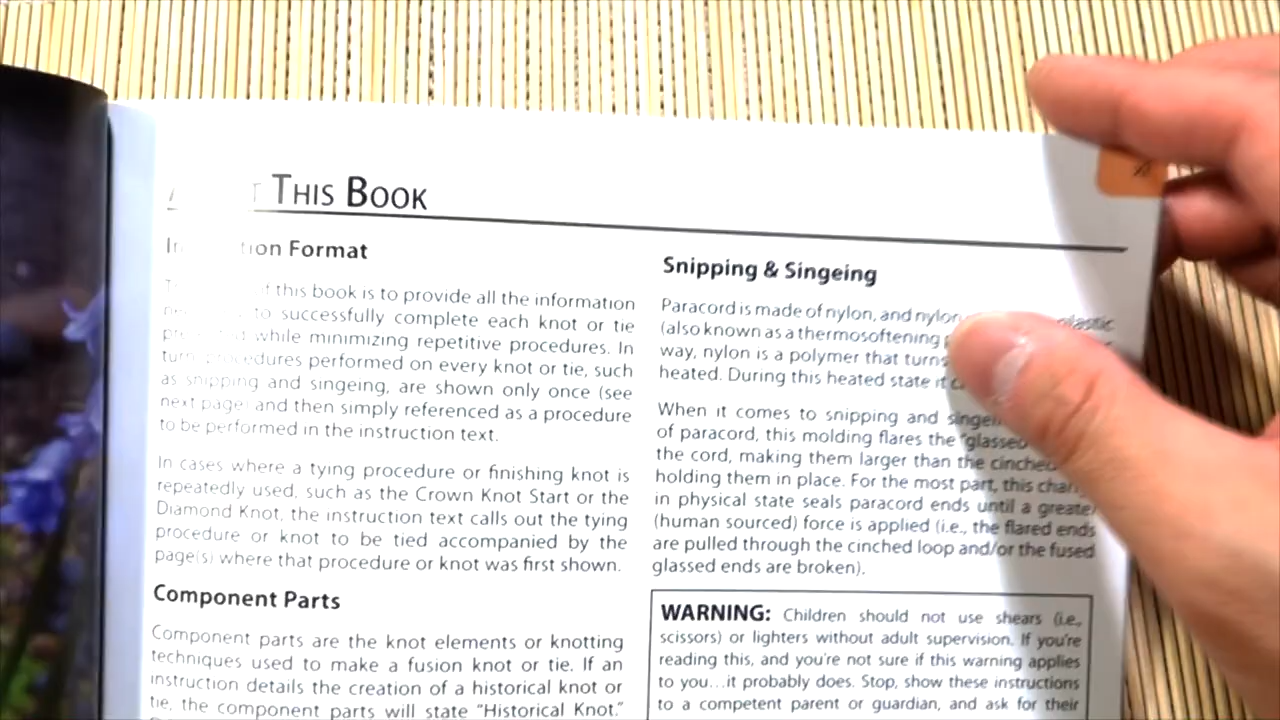 THIS BOOK
Format
this book is to provide all the information
to successfully complete each knot or tie
while minimizing repetitive procedures. In
turn procedures performed on every knot or tie, such
as snipping and singeing, are shown only once (see
next page) and then simply referenced as a procedure
to be performed in the instruction text.
In cases where a tying procedure or finishing knot is
repeatedly used, such as the Crown Knot Start or the
Diamond Knot, the instruction text calls out the tying
procedure or knot to be tied accompanied by the
page(s) where that procedure or knot was first shown.
Component Parts
Component parts are the knot elements or knotting
techniques used to make a fusion knot or tie. If an
instruction details the creation of a historical knot or
tie, the component parts will state “Historical Knot.”
Snipping & Singeing
Paracord is made of nylon, and plastic
(also known as a thermosoftening
way, nylon is a polymer that turns
heated. During this heated state it
When it comes to snipping and
of paracord, this molding flares the "glassed
the cord, making them larger than the cinched
holding them in place. For the most part, this
in physical state seals paracord ends until a greater
(human sourced) force is applied (i.e., the flared ends
are pulled through the cinched loop and/or the fused
glassed ends are broken).
WARNING: Children should not use shears (i.e.,
scissors) or lighters without adult supervision. If you're
reading this, and you're not sure if this warning applies
to you...it probably does. Stop, show these instructions
to a competent parent or guardian, and ask for their